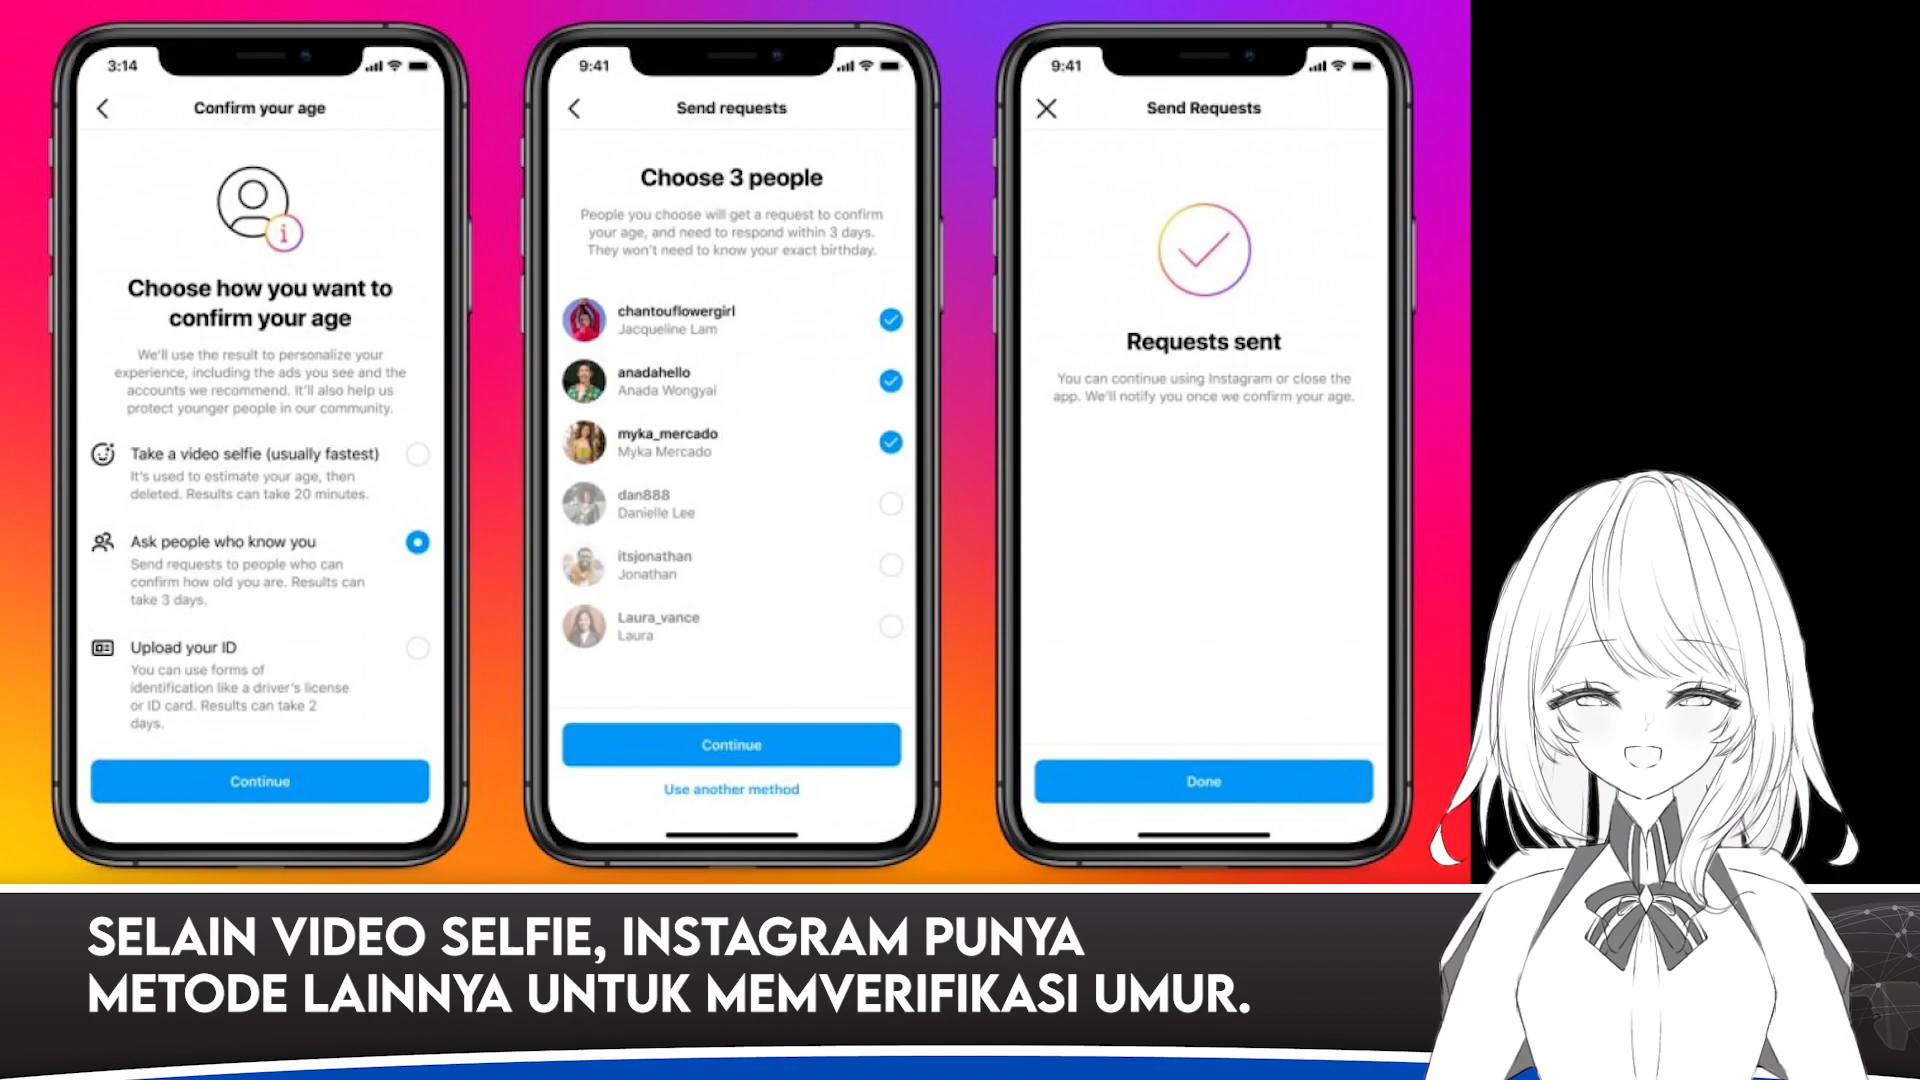 3:14
Confirm your age
Choose how you want to
confirm your age
We'll use the result to personalize your
experience, including the ads you see and the
accounts we recommend. It'll also help us
protect younger people in our community.
Take a video selfie (usually fastest)
It's used to estimate your age, then
deleted. Results can take 20 minutes.
Ask people who know you
Send requests to people who can
confirm how old you are. Results can
take 3 days.
Upload your ID
You can use forms of
identification like a driver's license
or ID card. Results can take 2
days.
Continue
9:41
Send requests
Choose 3 people
People you choose will get a request to confirm
your age, and need to respond within 3 days.
They won't need to know your exact birthday.
chantouflowergirl
Jacqueline Lam
anadahello
Anada Wongyai
myka_mercado
Myka Mercado
dan888
Danielle Lee
itsjonathan
Jonathan
Laura_vance
Laura
Continue
Use another method
9:41
Send Requests
Requests sent
You can continue using Instagram or close the
app. We'll notify you once we confirm your age.
Done
SELAIN VIDEO SELFIE, INSTAGRAM PUNYA
METODE LAINNYA UNTUK MEMVERIFIKASI UMUR.